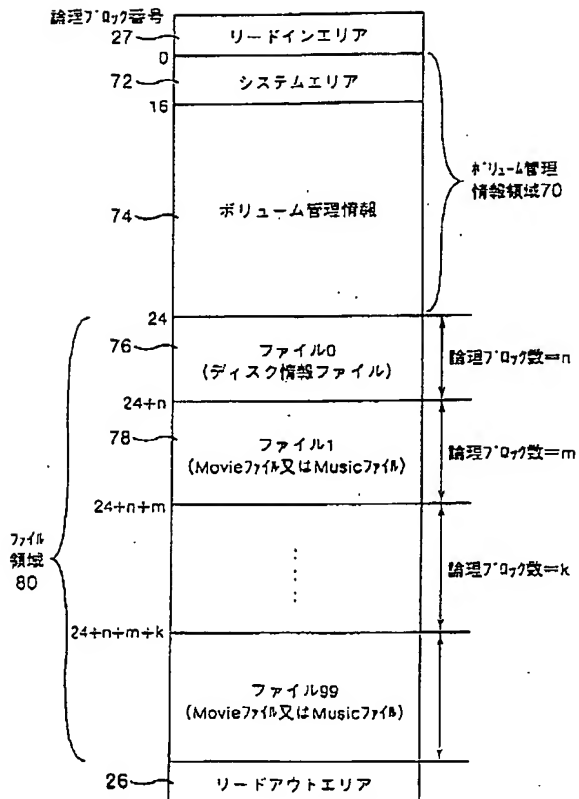 論理ブロック番号
27
リードインエリア
0
72
システムエリア
16
ボリューム管理
情報領域70
74
ボリューム管理情報
24
76
ファイル0
(ディスク情報ファイル)
論理ブロック数=n
24+n
78
ファイル1
(Movieファイル又はMusicファイル)
論理ブロック数=m
24+n+m
ファイル
領域
80
論理ブロック数=k
24+n+m+k
ファイル99
(Movieファイル又はMusicファイル)
26
リードアウトエリア